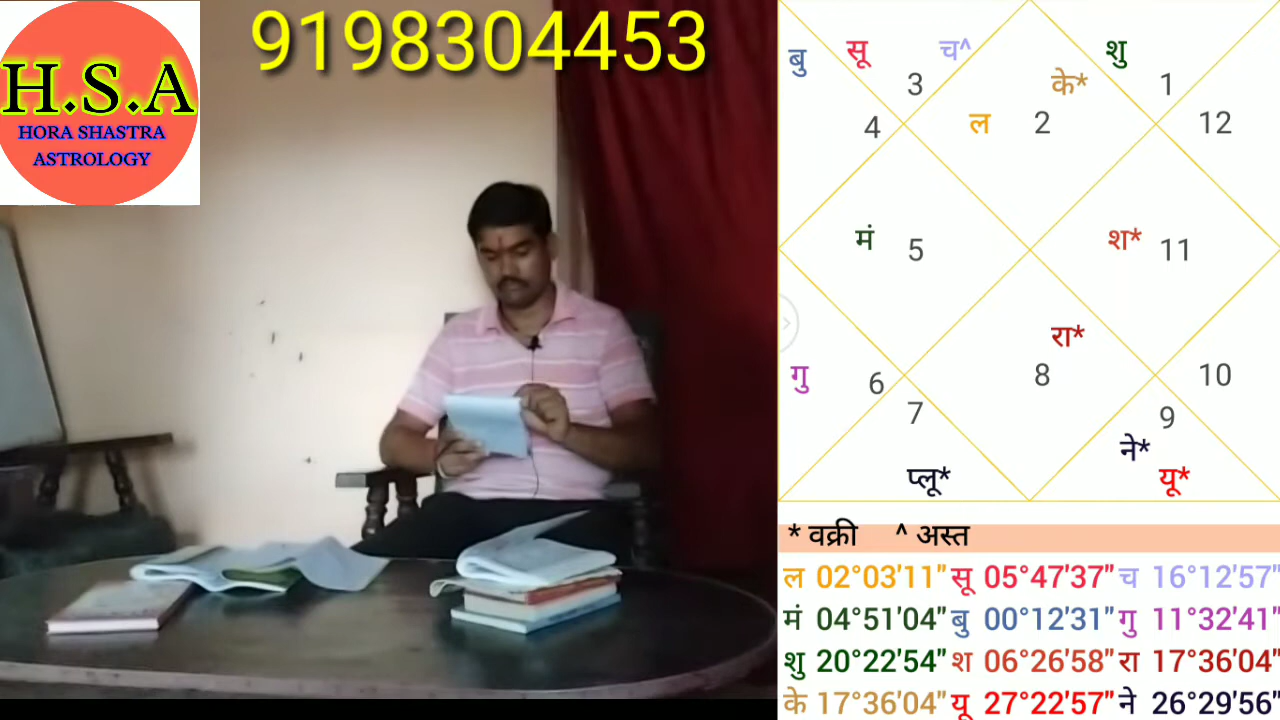 9198304453
H.S.A
HORA SHASTRA
ASTROLOGY
बु सू च^ के* शु
3 1
4 ल 2 12
मं 5 श* 11
रा*
गु 6 8 10
7 9
ने*
प्लू* यू*
* वक्री ^ अस्त
ल 02°03'11" सू 05°47'37" च 16°12'57"
मं 04°51'04" बु 00°12'31" गु 11°32'41"
शु 20°22'54" श 06°26'58" रा 17°36'04"
के 17°36'04" यू 27°22'57" ने 26°29'56"